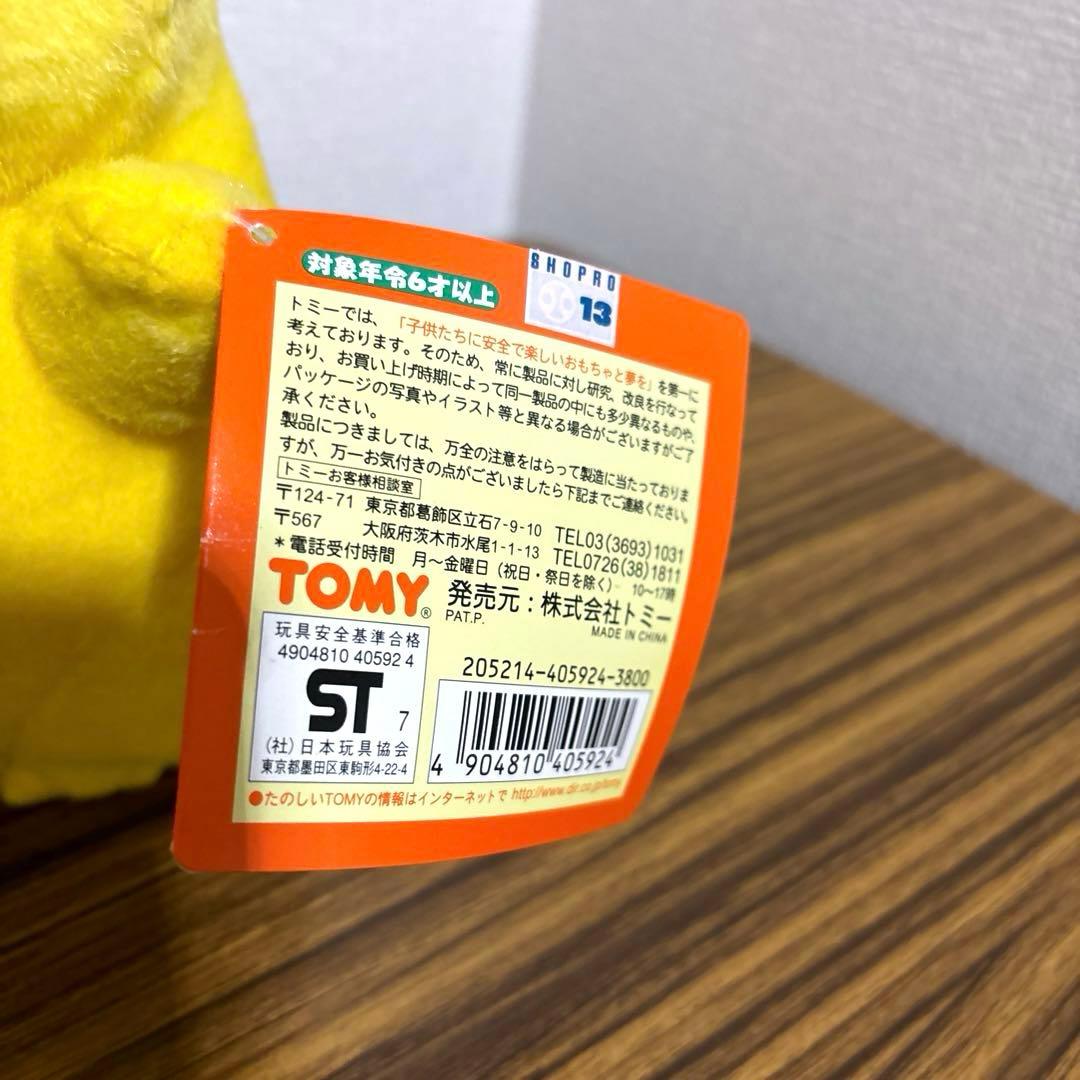 対象年令6才以上
SHOPRO
13
トミーでは、「子供たちに安全で楽しいおもちゃと夢を」を第一に
考えております。そのため、常に製品に対し研究、改良を行なって
おり、お買い上げ時期によって同一製品の中にも多少異なるものや、
パッケージの写真やイラスト等と異なる場合がございますがご了
承ください。
製品につきましては、万全の注意をはらって製造に当たっておりま
すが、万一お気付きの点がございましたら下記までご連絡ください。
トミーお客様相談室
〒124-71 東京都葛飾区立石7-9-10 TEL03(3693)1031
〒567 大阪府茨木市水尾1-1-13 TEL0726(38)1811
*電話受付時間 月〜金曜日(祝日・祭日を除く) 10〜17時
TOMY® 発売元:株式会社トミー
PAT.P. MADE IN CHINA
玩具安全基準合格
4904810 40592 4
ST 7
(社)日本玩具協会
東京都墨田区東駒形4-22-4
205214-405924-3800
4 904810 405924
●たのしいTOMYの情報はインターネットで http://www.dir.co.jp/tomy